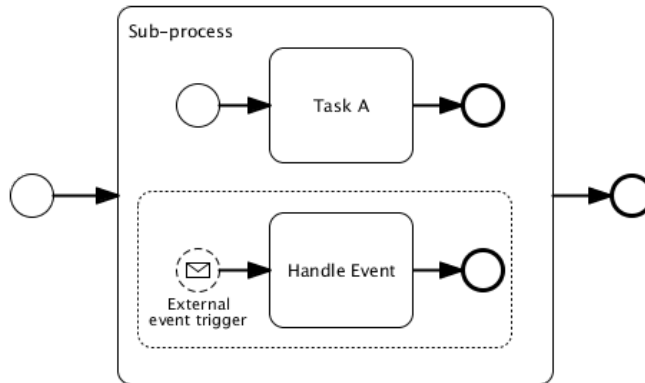 Sub-process
Task A
Handle Event
External
event trigger